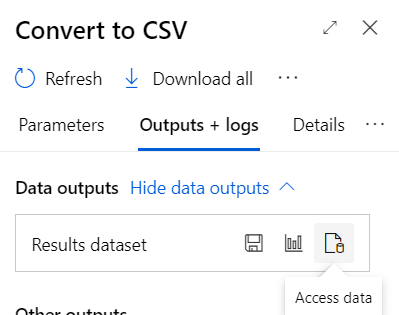 Convert to CSV
Refresh Download all ...
Parameters Outputs + logs Details ...
Data outputs Hide data outputs
Results dataset
Access data
Other outputs